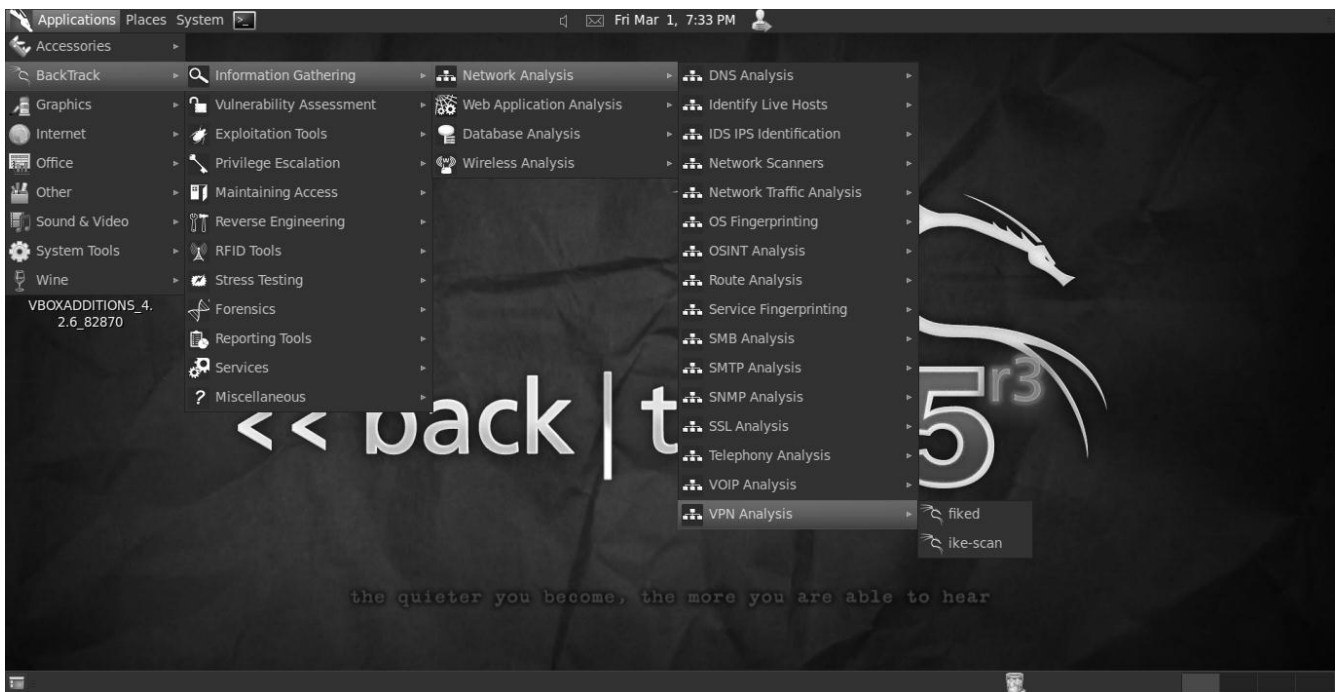 Applications Places System
Fri Mar 1, 7:33 PM
Accessories
BackTrack
Graphics
Internet
Office
Other
Sound & Video
System Tools
Wine
VBOXADDITIONS_4.
2.6_82870
Information Gathering
Vulnerability Assessment
Exploitation Tools
Privilege Escalation
Maintaining Access
Reverse Engineering
RFID Tools
Stress Testing
Forensics
Reporting Tools
Services
Miscellaneous
Network Analysis
Web Application Analysis
Database Analysis
Wireless Analysis
DNS Analysis
Identify Live Hosts
IDS IPS Identification
Network Scanners
Network Traffic Analysis
OS Fingerprinting
OSINT Analysis
Route Analysis
Service Fingerprinting
SMB Analysis
SMTP Analysis
SNMP Analysis
SSL Analysis
Telephony Analysis
VOIP Analysis
VPN Analysis
fiked
ike-scan
<< back | t 5 r3
the quieter you become, the more you are able to hear